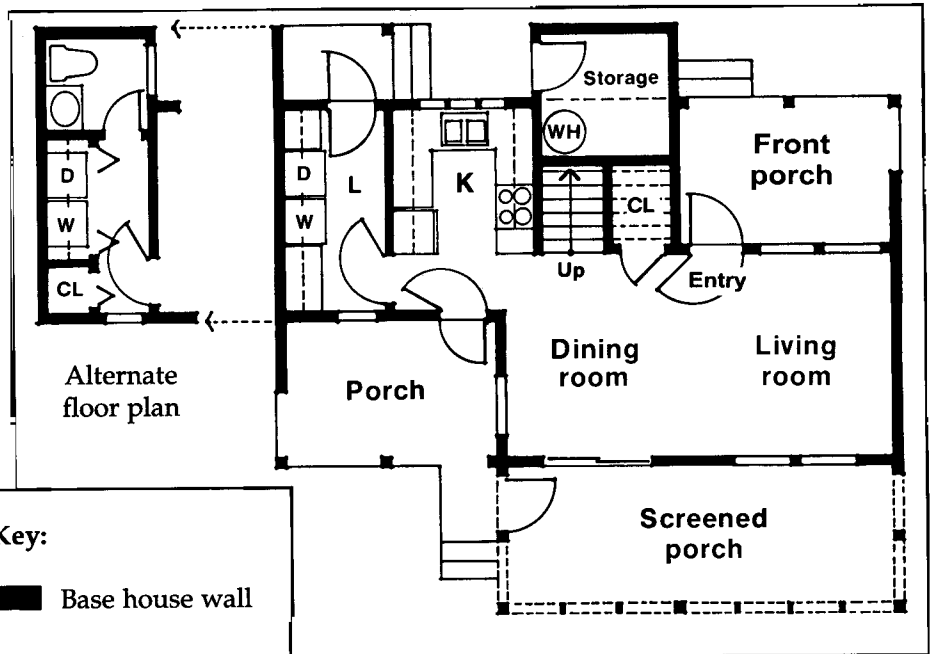 Storage
WH
D
W
L
K
CL
Front
porch
D
W
CL
Up
Entry
Dining
room
Living
room
Porch
Alternate
floor plan
Screened
porch
Key:
Base house wall